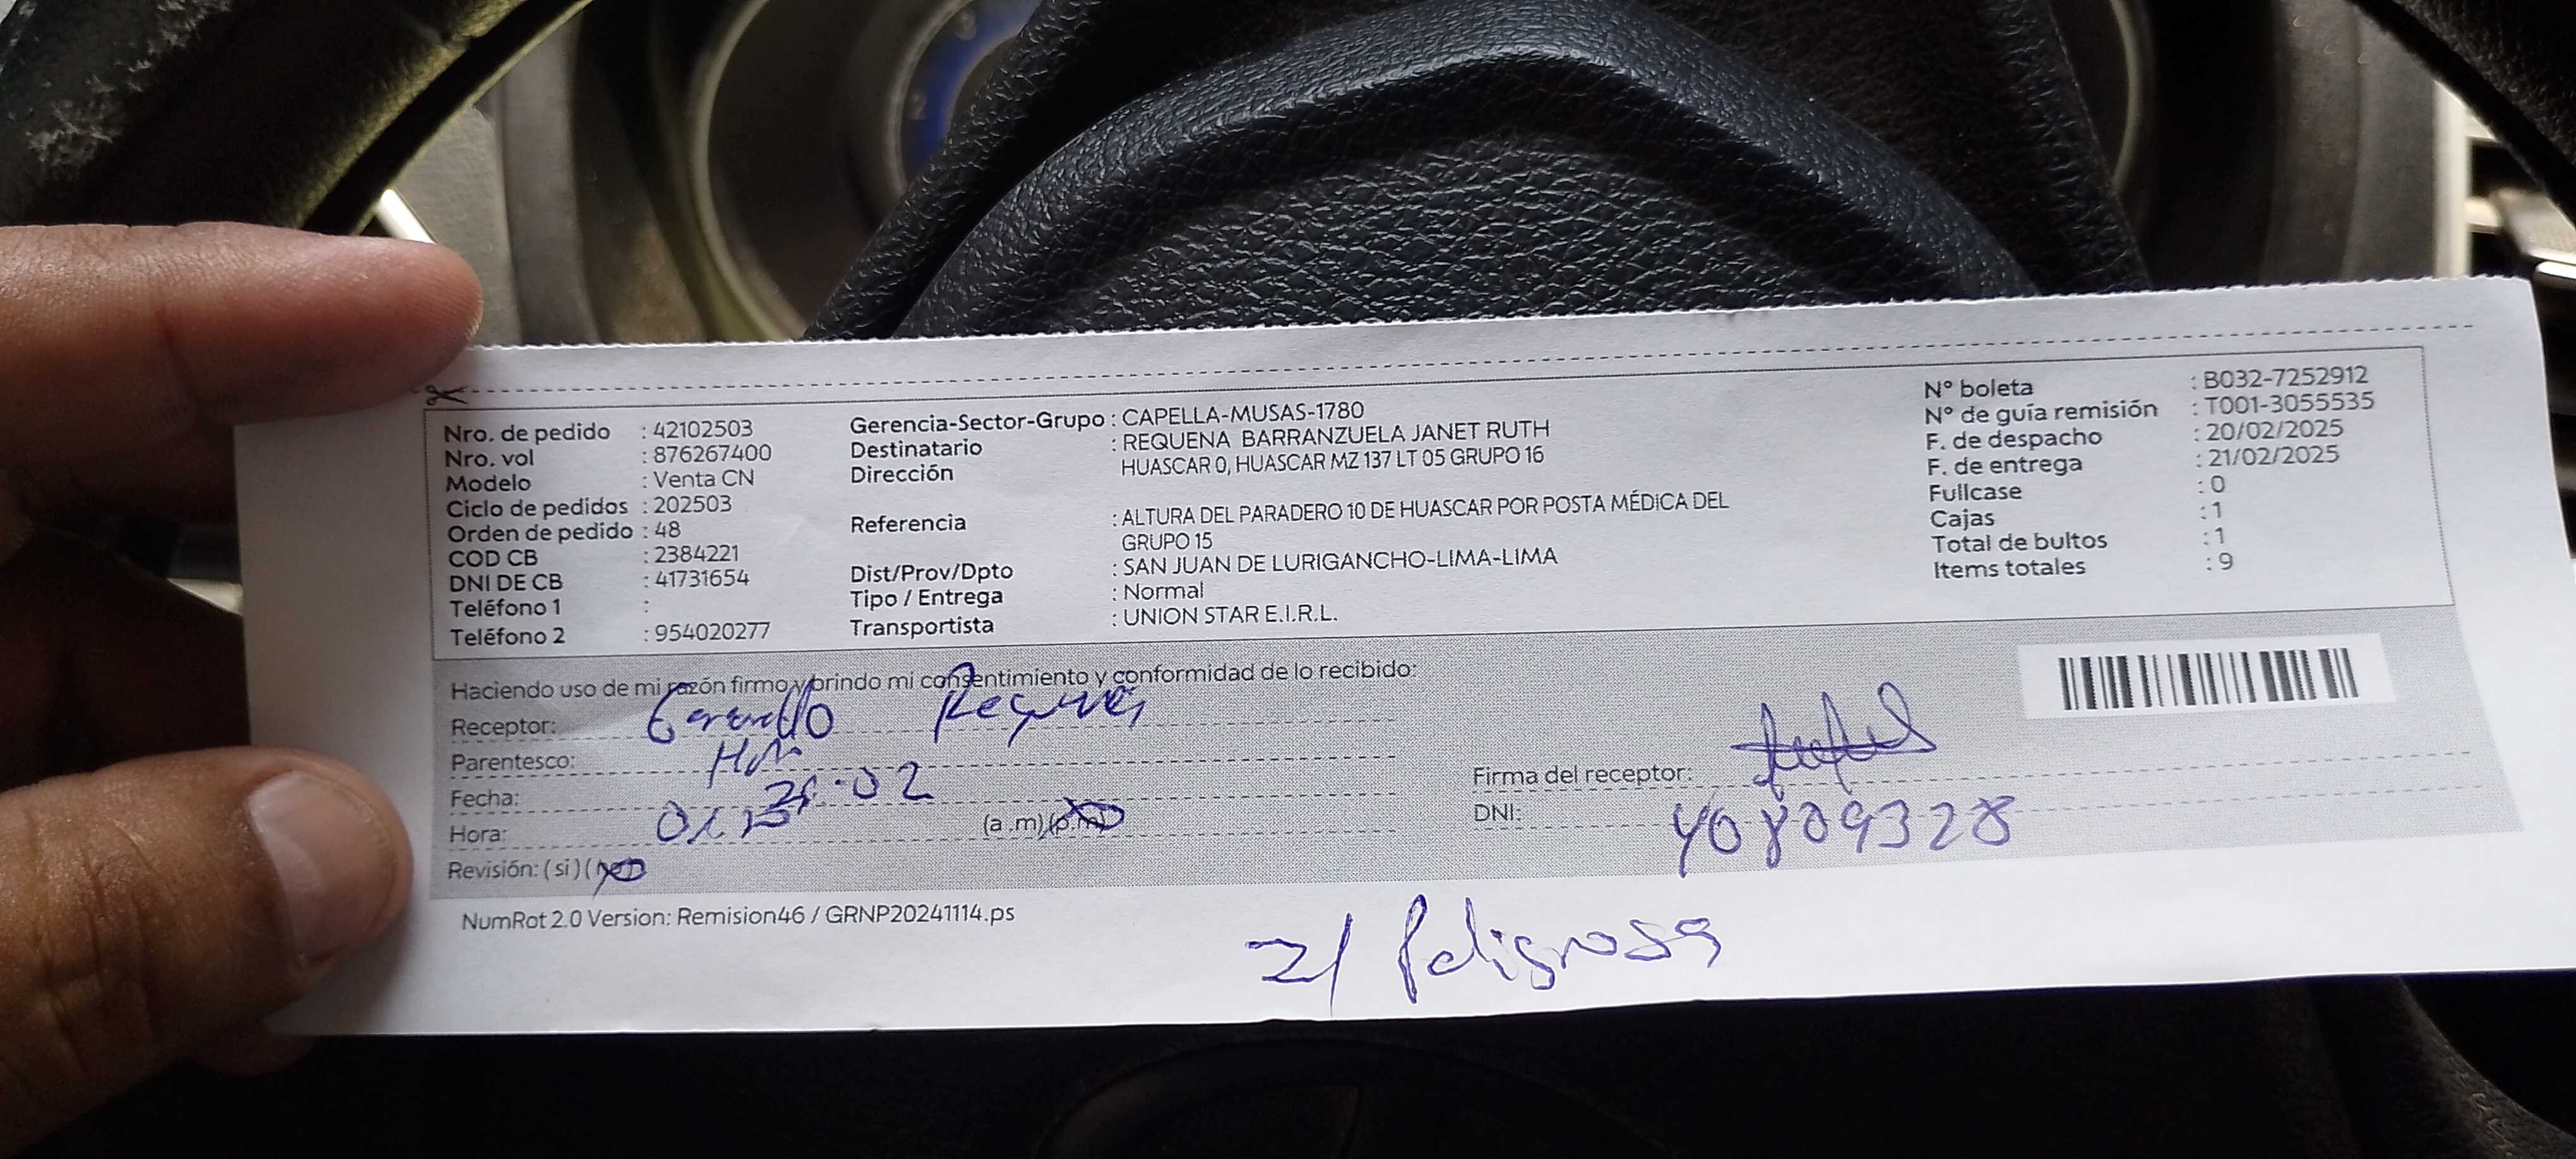 Nro. de pedido : 42102503
Nro. vol : 876267400
Modelo : Venta CN
Ciclo de pedidos : 202503
Orden de pedido : 48
COD CB : 2384221
DNI DE CB : 41731654
Teléfono 1 :
Teléfono 2 : 954020277
Gerencia-Sector-Grupo : CAPELLA-MUSAS-1780
Destinatario : REQUENA BARRANZUELA JANET RUTH
Dirección HUASCAR 0, HUASCAR MZ 137 LT 05 GRUPO 16
Referencia : ALTURA DEL PARADERO 10 DE HUASCAR POR POSTA MÉDICA DEL
GRUPO 15
Dist/Prov/Dpto : SAN JUAN DE LURIGANCHO-LIMA-LIMA
Tipo / Entrega : Normal
Transportista : UNION STAR E.I.R.L.
N° boleta : B032-7252912
N° de guía remisión : T001-3055535
F. de despacho : 20/02/2025
F. de entrega : 21/02/2025
Fullcase : 0
Cajas : 1
Total de bultos : 1
Items totales : 9
Haciendo uso de mi razón firmo y brindo mi consentimiento y conformidad de lo recibido:
Receptor:
Parentesco:
Fecha: 21-02
Hora: (a.m) (p.m)
Revisión: (si) (no)
Firma del receptor:
DNI: 40809328
NumRot 2.0 Version: Remision46 / GRNP20241114.ps
z/ Peligrosa